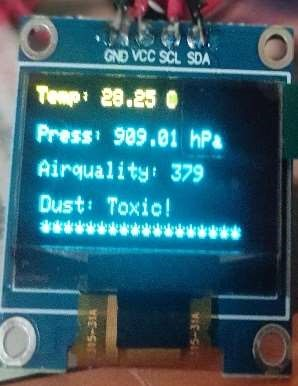 GND VCC SCL SDA
Temp: 28.25
Press: 909.01 hPa
Airquality: 379
Dust: Toxic!
******************